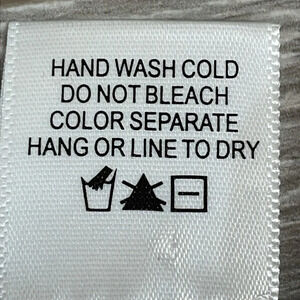 HAND WASH COLD
DO NOT BLEACH
COLOR SEPARATE
HANG OR LINE TO DRY